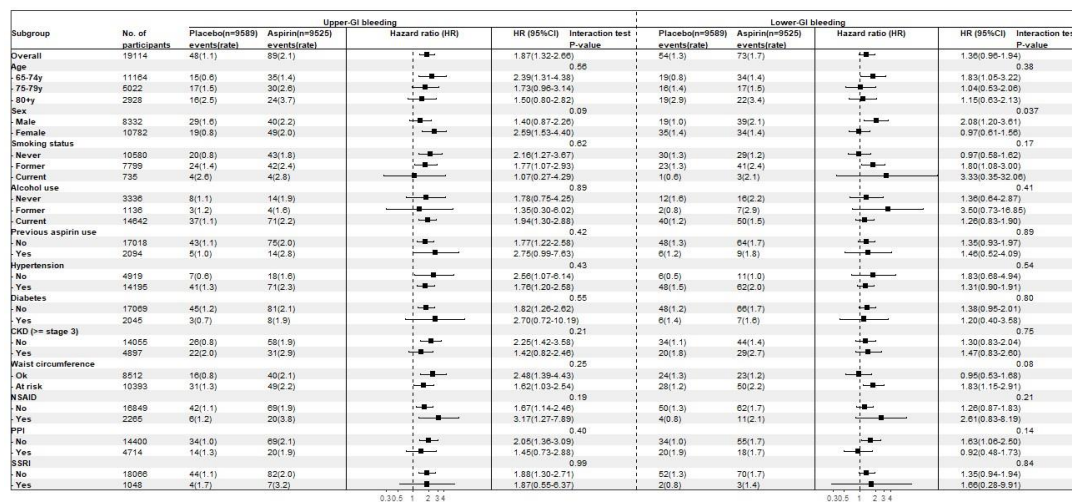 Upper-GI bleeding Lower-GI bleeding
Subgroup No. of participants Placebo(n=9589) events(rate) Aspirin(n=9525) events(rate) Hazard ratio (HR) HR (95%CI) Interaction test P-value Placebo(n=9589) events(rate) Aspirin(n=9525) events(rate) Hazard ratio (HR) HR (95%CI) Interaction test P-value
Overall 19114 48(1.1) 89(2.1) 1.87(1.32-2.66) 54(1.3) 73(1.7) 1.36(0.96-1.94)
Age 0.56 0.38
- 65-74y 11164 15(0.6) 35(1.4) 2.39(1.31-4.38) 19(0.8) 34(1.4) 1.83(1.05-3.22)
- 75-79y 5022 17(1.5) 30(2.6) 1.73(0.96-3.14) 16(1.4) 17(1.5) 1.04(0.53-2.06)
- 80+y 2928 16(2.5) 24(3.7) 1.50(0.80-2.82) 19(2.9) 22(3.4) 1.15(0.63-2.13)
Sex 0.09 0.037
- Male 8332 29(1.6) 40(2.2) 1.40(0.87-2.26) 19(1.0) 39(2.1) 2.08(1.20-3.61)
- Female 10782 19(0.8) 49(2.0) 2.59(1.53-4.40) 35(1.4) 34(1.4) 0.97(0.61-1.56)
Smoking status 0.62 0.17
- Never 10580 20(0.8) 43(1.8) 2.16(1.27-3.67) 30(1.3) 29(1.2) 0.97(0.58-1.62)
- Former 7799 24(1.4) 42(2.4) 1.77(1.07-2.93) 23(1.3) 41(2.4) 1.80(1.08-3.00)
- Current 735 4(2.6) 4(2.8) 1.07(0.27-4.29) 1(0.6) 3(2.1) 3.33(0.35-32.06)
Alcohol use 0.89 0.41
- Never 3336 8(1.1) 14(1.9) 1.78(0.75-4.25) 12(1.6) 16(2.2) 1.36(0.64-2.87)
- Former 1136 3(1.2) 4(1.6) 1.35(0.30-6.02) 2(0.8) 7(2.9) 3.50(0.73-16.85)
- Current 14642 37(1.1) 71(2.2) 1.94(1.30-2.88) 40(1.2) 50(1.5) 1.26(0.83-1.90)
Previous aspirin use 0.42 0.89
- No 17018 43(1.1) 75(2.0) 1.77(1.22-2.58) 48(1.3) 64(1.7) 1.35(0.93-1.97)
- Yes 2094 5(1.0) 14(2.8) 2.75(0.99-7.63) 6(1.2) 9(1.8) 1.46(0.52-4.09)
Hypertension 0.43 0.54
- No 4919 7(0.6) 18(1.6) 2.56(1.07-6.14) 6(0.5) 11(1.0) 1.83(0.68-4.94)
- Yes 14195 41(1.3) 71(2.3) 1.76(1.20-2.58) 48(1.5) 62(2.0) 1.31(0.90-1.91)
Diabetes 0.55 0.80
- No 17069 45(1.2) 81(2.1) 1.82(1.26-2.62) 48(1.2) 66(1.7) 1.38(0.95-2.01)
- Yes 2045 3(0.7) 8(1.9) 2.70(0.72-10.19) 6(1.4) 7(1.6) 1.20(0.40-3.58)
CKD (>= stage 3) 0.21 0.75
- No 14055 26(0.8) 58(1.9) 2.25(1.42-3.58) 34(1.1) 44(1.4) 1.30(0.83-2.04)
- Yes 4897 22(2.0) 31(2.9) 1.42(0.82-2.46) 20(1.8) 29(2.7) 1.47(0.83-2.60)
Waist circumference 0.25 0.08
- Ok 8512 16(0.8) 40(2.1) 2.48(1.39-4.43) 24(1.3) 23(1.2) 0.95(0.53-1.68)
- At risk 10393 31(1.3) 49(2.2) 1.62(1.03-2.54) 28(1.2) 50(2.2) 1.83(1.15-2.91)
NSAID 0.19 0.21
- No 16849 42(1.1) 69(1.9) 1.67(1.14-2.46) 50(1.3) 62(1.7) 1.26(0.87-1.83)
- Yes 2265 6(1.2) 20(3.8) 3.17(1.27-7.89) 4(0.8) 11(2.1) 2.61(0.83-8.19)
PPI 0.40 0.14
- No 14400 34(1.0) 69(2.1) 2.05(1.36-3.09) 34(1.0) 55(1.7) 1.63(1.06-2.50)
- Yes 4714 14(1.3) 20(1.9) 1.45(0.73-2.88) 20(1.9) 18(1.7) 0.92(0.48-1.73)
SSRI 0.99 0.84
- No 18066 44(1.1) 82(2.0) 1.88(1.30-2.71) 52(1.3) 70(1.7) 1.35(0.94-1.94)
- Yes 1048 4(1.7) 7(3.2) 1.87(0.55-6.37) 2(0.8) 3(1.4) 1.66(0.28-9.91)
0.30.5 1 2 3 4 0.30.5 1 2 3 4